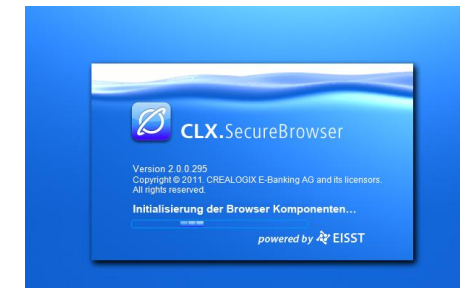 CLX.SecureBrowser
Version 2.0.0.295
Copyright © 2011. CREALOGIX E-Banking AG and its licensors.
All rights reserved.
Initialisierung der Browser Komponenten...
powered by EISST